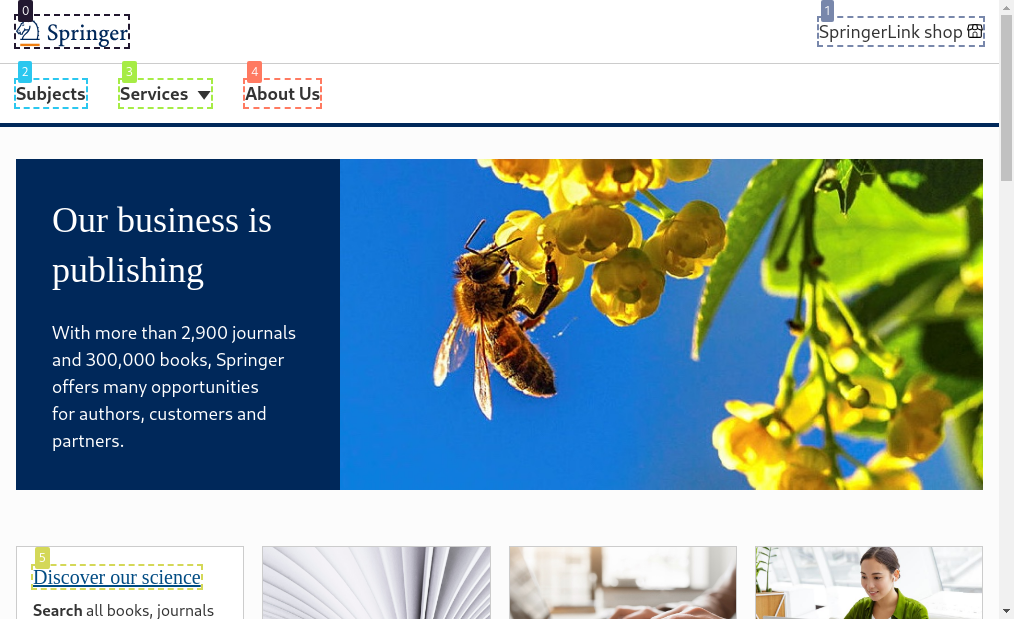 0
Springer
1
SpringerLink shop
2
Subjects
3
Services
4
About Us
Our business is
publishing
With more than 2,900 journals
and 300,000 books, Springer
offers many opportunities
for authors, customers and
partners.
5
Discover our science
Search all books, journals